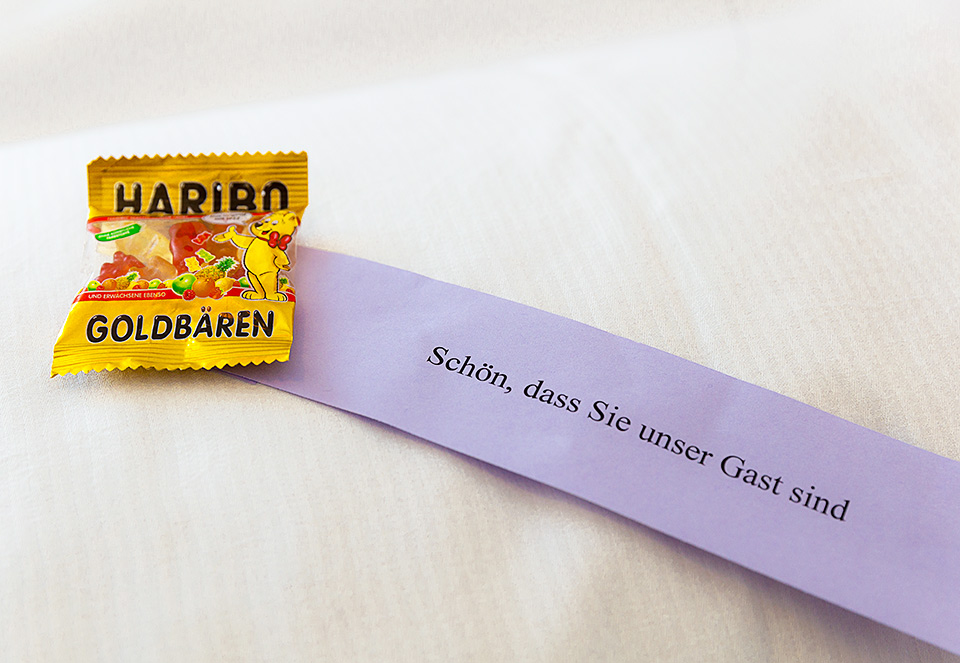 HARIBO
UND ERWACHSENE EBENSO
GOLDBÄREN
Schön, dass Sie unser Gast sind